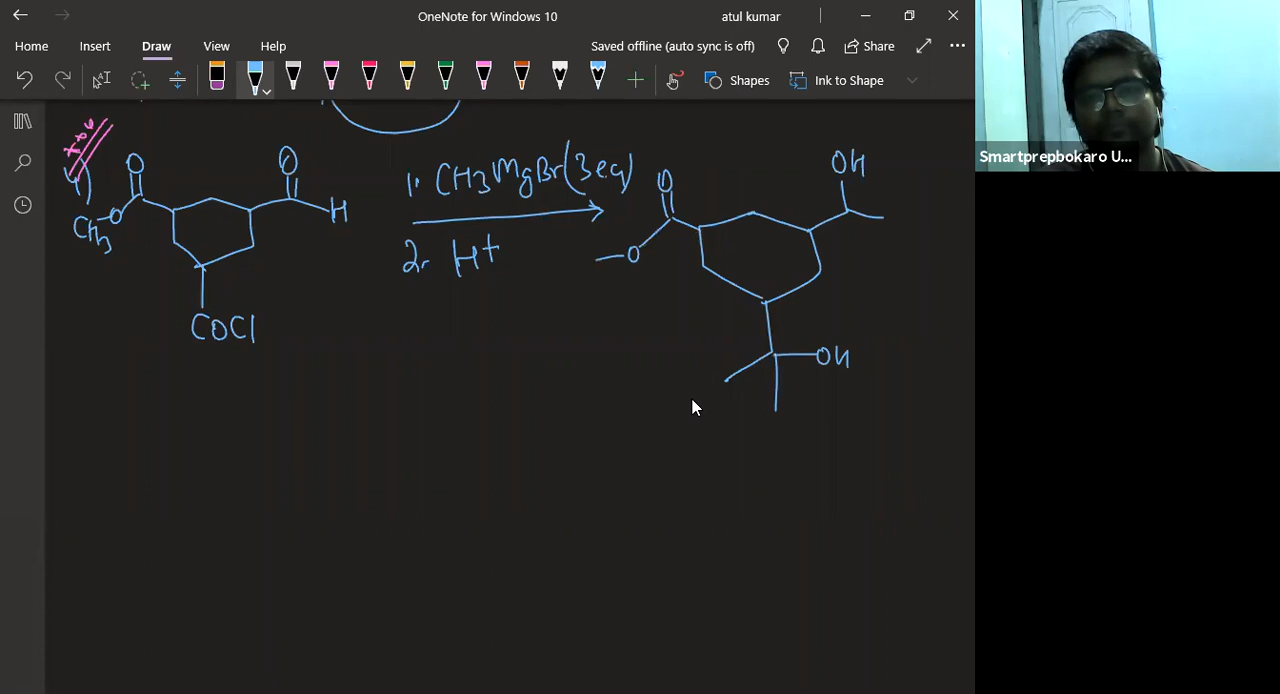 OneNote for Windows 10
atul kumar
Home Insert Draw View Help
Saved offline (auto sync is off)
Share
Shapes
Ink to Shape
Smartprepbokaro U...
4)
O
O
CH3
O
H
COCl
1. CH3MgBr(3eq)
2. H+
O
OH
O
OH